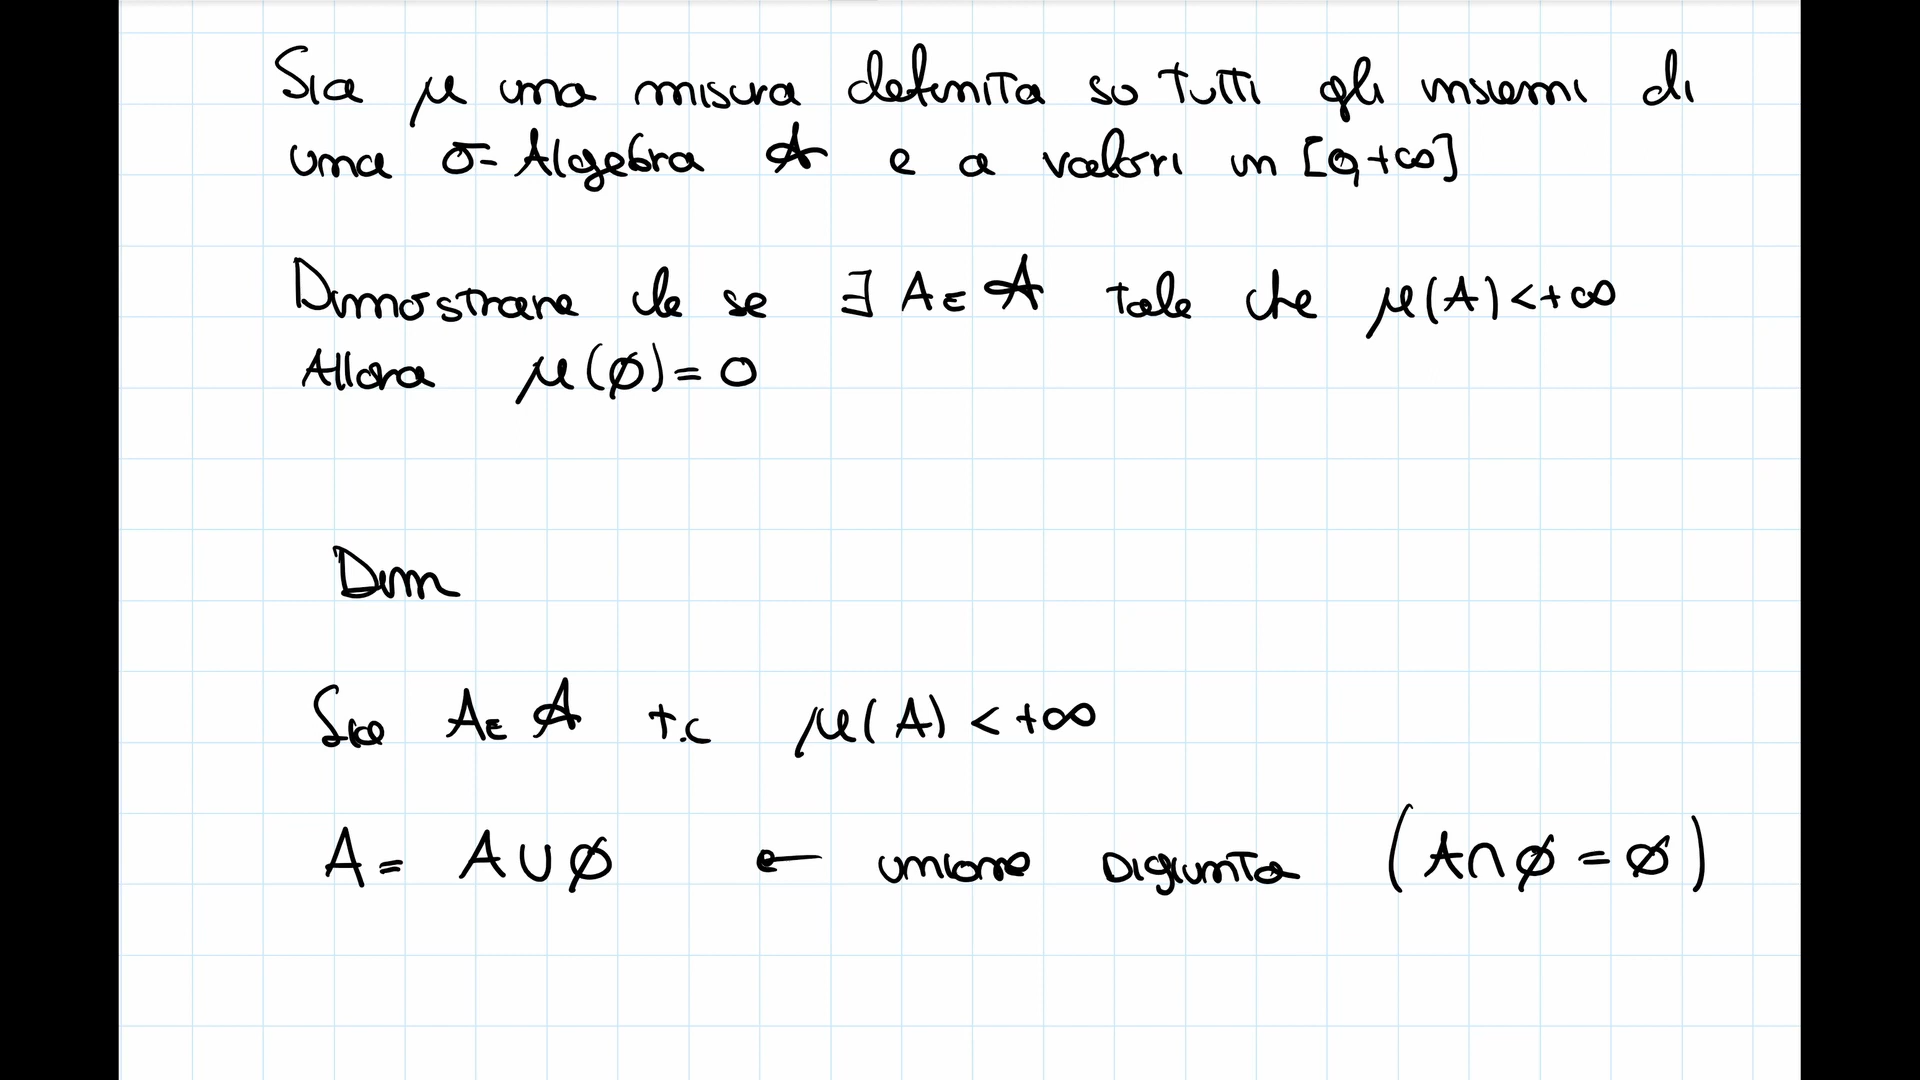 Sia μ una misura definita su tutti gli insiemi di
una σ- Algebra 𝒜 e a valori in [0,+∞]
Dimostrare che se ∃ A ∈ 𝒜 tale che μ(A) < +∞
Allora μ(∅) = 0
Dim
Sia A ∈ 𝒜 t.c μ(A) < +∞
A = A ∪ ∅ ← unione DIgiunta (A ∩ ∅ = ∅)